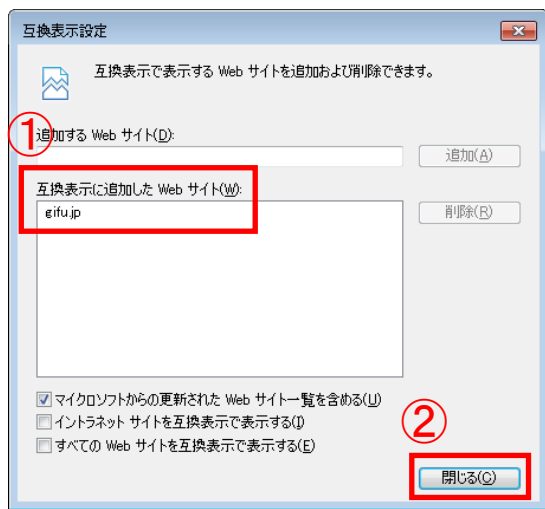 互換表示設定
互換表示で表示する Web サイトを追加および削除できます。
①
追加する Web サイト(D):
追加(A)
互換表示に追加した Web サイト(W):
gifu.jp
削除(R)
マイクロソフトからの更新された Web サイト一覧を含める(U)
イントラネット サイトを互換表示で表示する(I)
すべての Web サイトを互換表示で表示する(E)
②
閉じる(C)